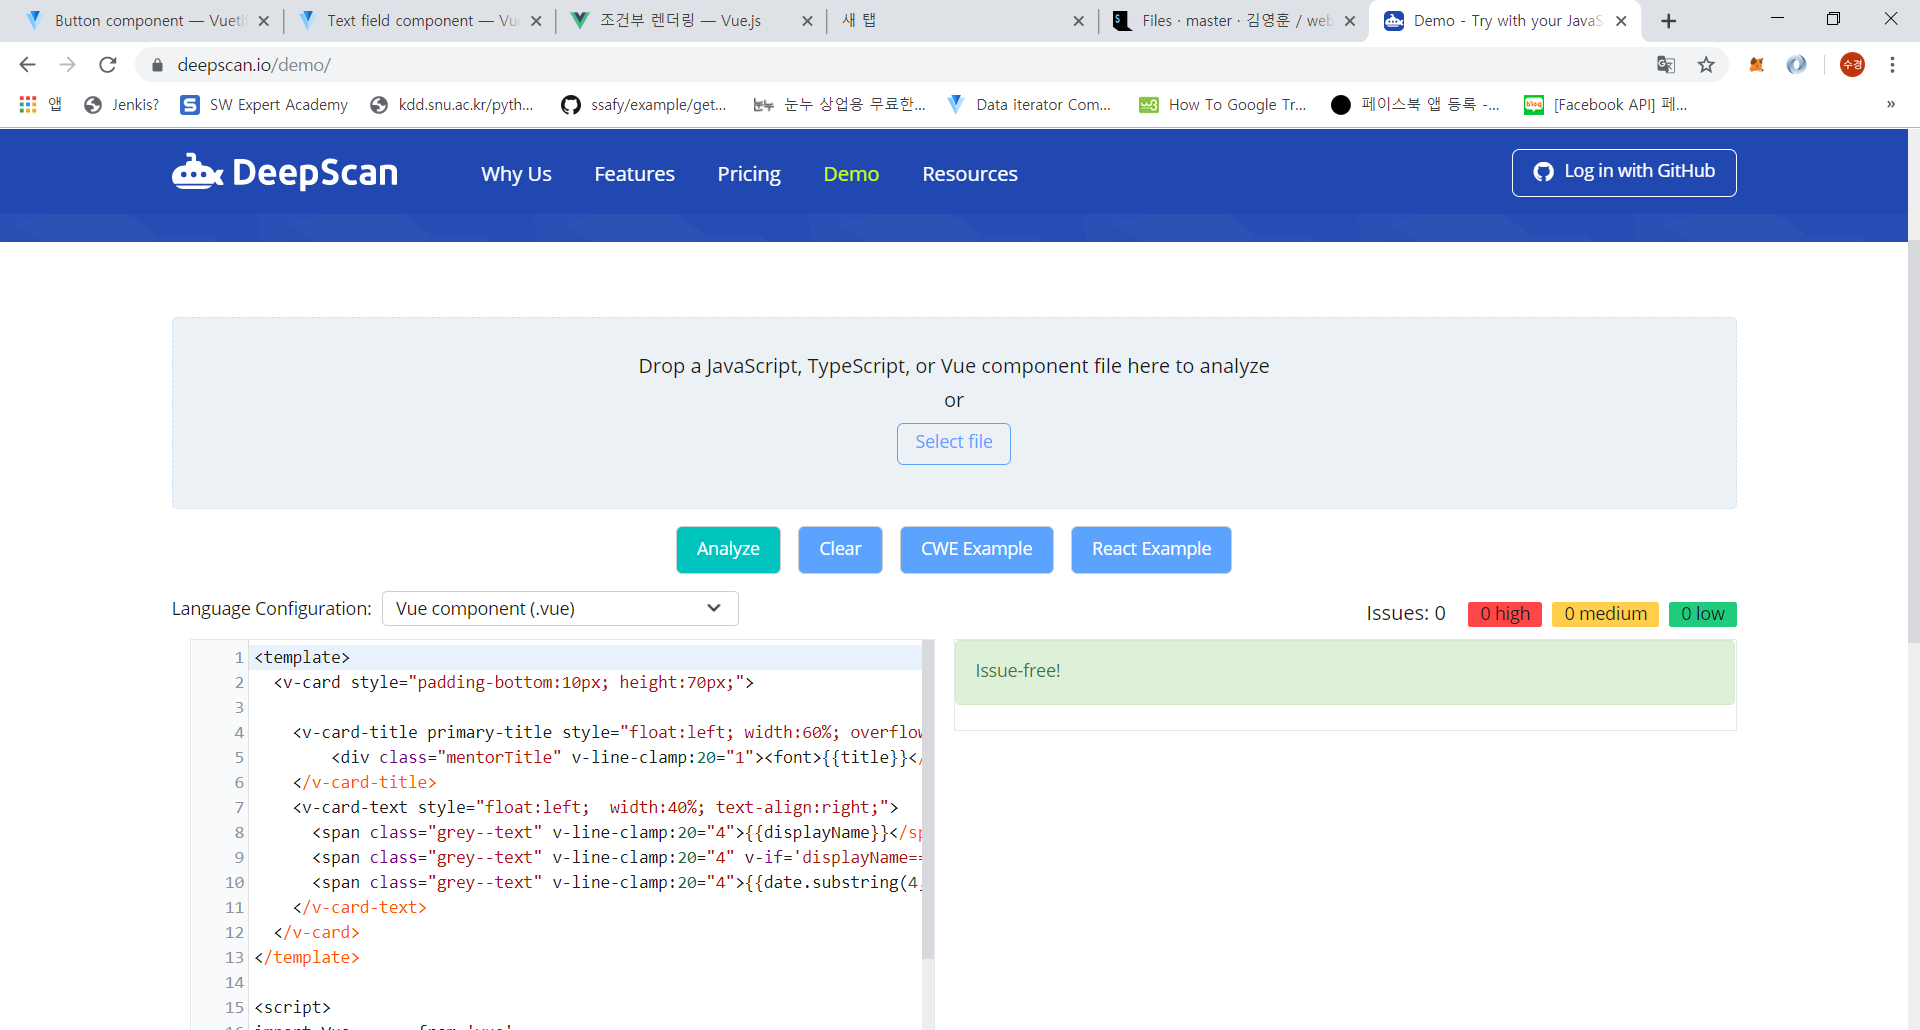 Button component — Vueti
Text field component — Vue
조건부 렌더링 — Vue.js
새 탭
Files · master · 김영훈 / web
Demo - Try with your JavaS
deepscan.io/demo/
수경
앱
Jenkis?
SW Expert Academy
kdd.snu.ac.kr/pyth...
ssafy/example/get...
눈누 상업용 무료한...
Data iterator Com...
How To Google Tr...
페이스북 앱 등록 -...
[Facebook API] 페...
»
DeepScan
Why Us
Features
Pricing
Demo
Resources
Log in with GitHub
Drop a JavaScript, TypeScript, or Vue component file here to analyze
or
Select file
Analyze
Clear
CWE Example
React Example
Language Configuration:
Vue component (.vue)
Issues: 0
0 high
0 medium
0 low
1 <template>
2 <v-card style="padding-bottom:10px; height:70px;">
3
4 <v-card-title primary-title style="float:left; width:60%; overflow
5 <div class="mentorTitle" v-line-clamp:20="1"><font>{{title}}</
6 </v-card-title>
7 <v-card-text style="float:left;  width:40%; text-align:right;">
8 <span class="grey--text" v-line-clamp:20="4">{{displayName}}</sp
9 <span class="grey--text" v-line-clamp:20="4" v-if='displayName==
10 <span class="grey--text" v-line-clamp:20="4">{{date.substring(4,
11 </v-card-text>
12 </v-card>
13 </template>
14
15 <script>
16 import Vue from 'vue'
Issue-free!